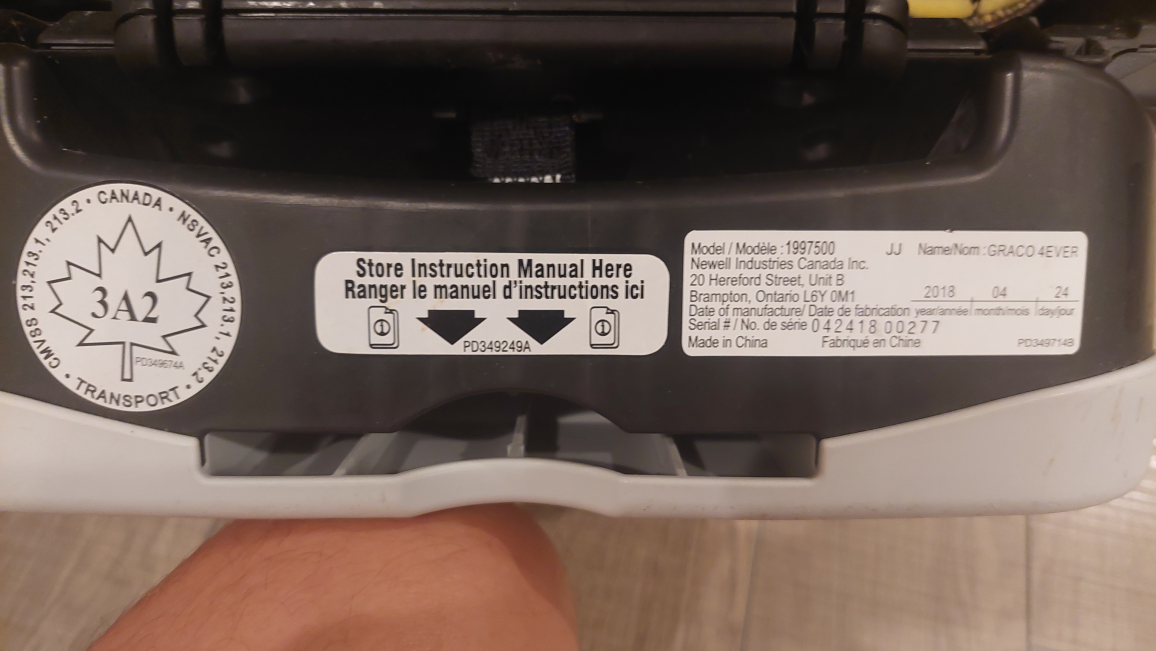 CMVSS 213,213.1, 213.2 • CANADA • NSVAC 213,213.1, 213.2 • TRANSPORT •
3A2
PD349674A
Store Instruction Manual Here
Ranger le manuel d'instructions ici
PD349249A
Model / Modèle : 1997500 JJ Name/Nom : GRACO 4EVER
Newell Industries Canada Inc.
20 Hereford Street, Unit B
Brampton, Ontario L6Y 0M1 2018 04 24
Date of manufacture/ Date de fabrication year/année month/mois day/jour
Serial # / No. de série 042418 00277
Made in China Fabriqué en Chine PD349714B